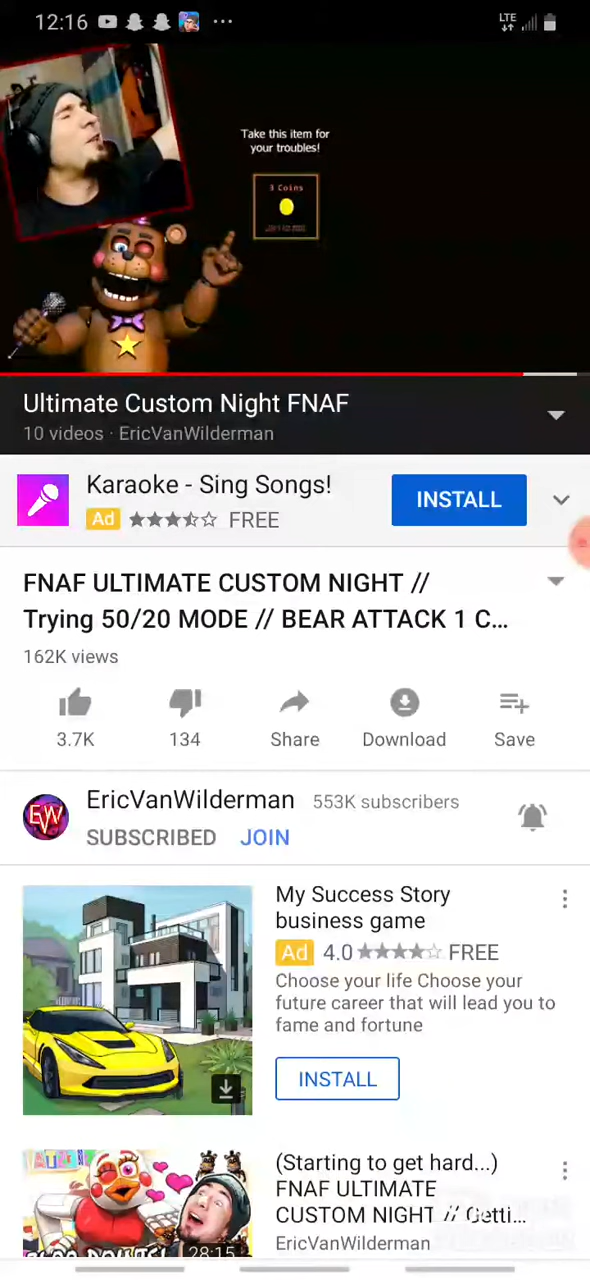 12:16
LTE
Take this item for
your troubles!
3 Coins
Ultimate Custom Night FNAF
10 videos · EricVanWilderman
Karaoke - Sing Songs!
Ad FREE
INSTALL
FNAF ULTIMATE CUSTOM NIGHT //
Trying 50/20 MODE // BEAR ATTACK 1 C...
162K views
3.7K 134 Share Download Save
EW
EricVanWilderman 553K subscribers
SUBSCRIBED JOIN
My Success Story
business game
Ad 4.0 FREE
Choose your life Choose your
future career that will lead you to
fame and fortune
INSTALL
(Starting to get hard...)
FNAF ULTIMATE
CUSTOM NIGHT // Getti...
EricVanWilderman
28:15